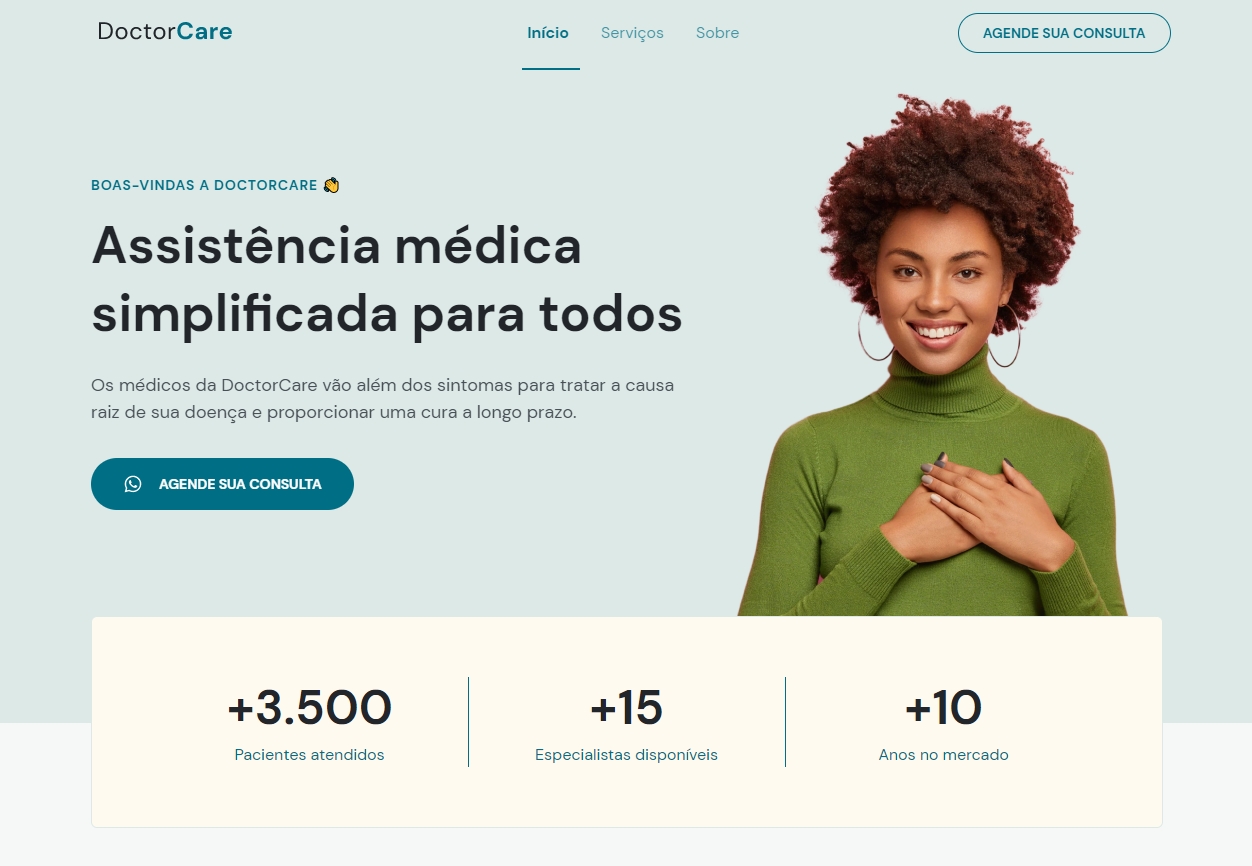 DoctorCare
Início
Serviços
Sobre
AGENDE SUA CONSULTA
BOAS-VINDAS A DOCTORCARE 👋
Assistência médica
simplificada para todos
Os médicos da DoctorCare vão além dos sintomas para tratar a causa
raiz de sua doença e proporcionar uma cura a longo prazo.
AGENDE SUA CONSULTA
+3.500
Pacientes atendidos
+15
Especialistas disponíveis
+10
Anos no mercado